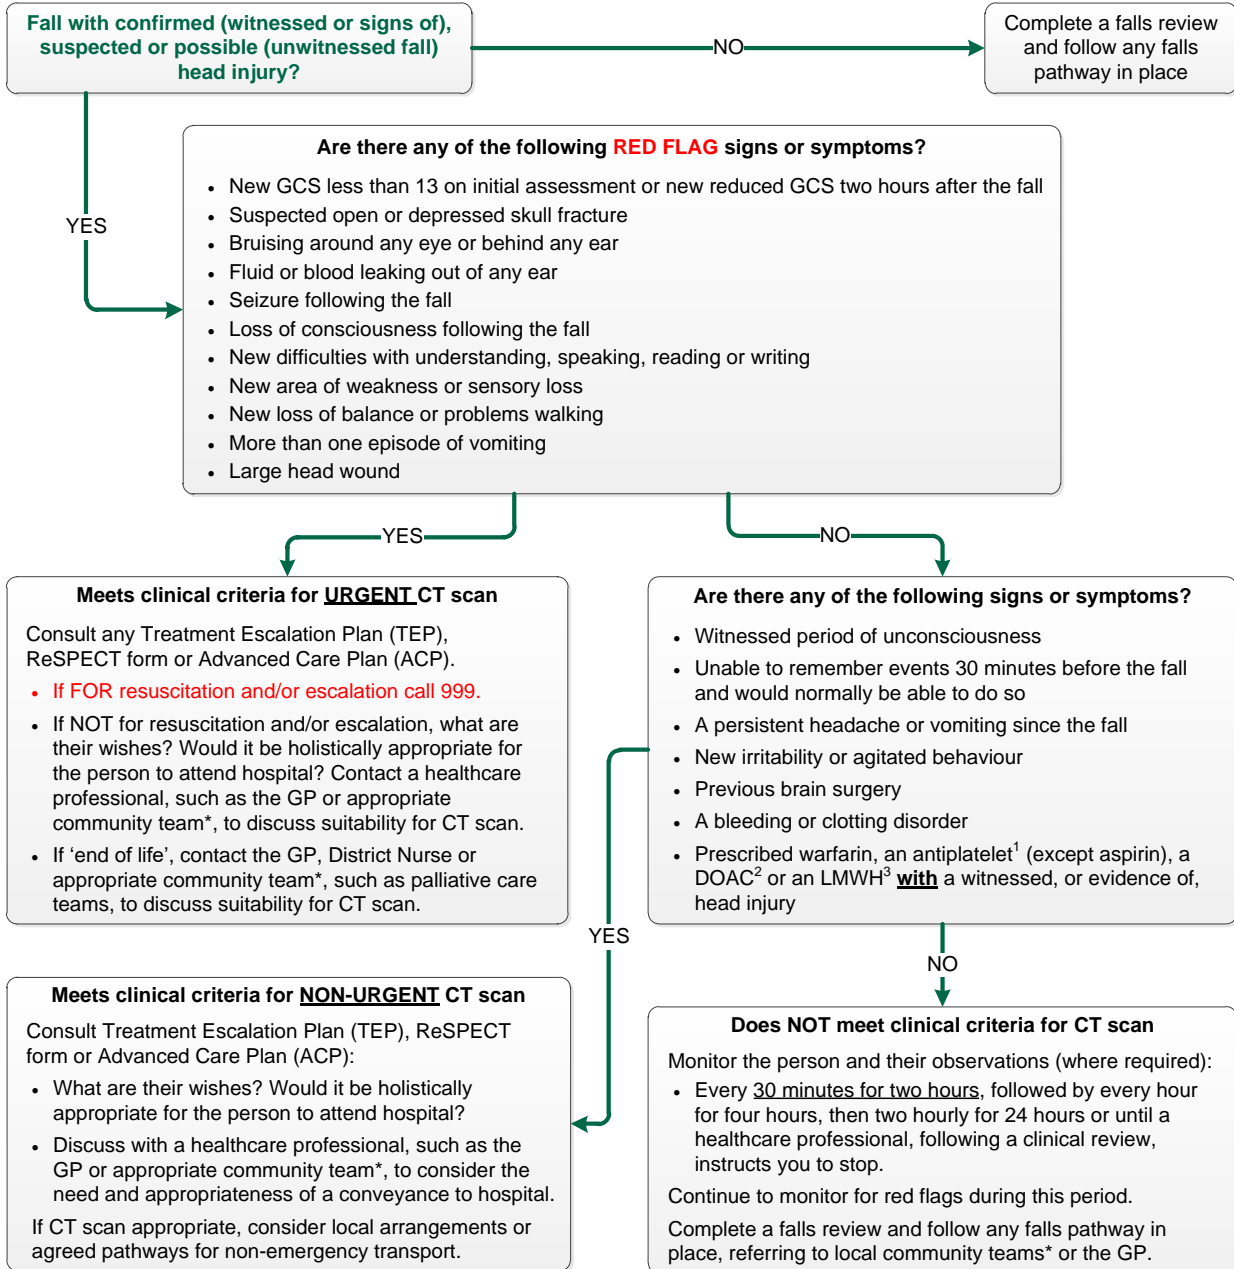 Fall with confirmed (witnessed or signs of),
suspected or possible (unwitnessed fall)
head injury?
NO
Complete a falls review
and follow any falls
pathway in place
YES
Are there any of the following RED FLAG signs or symptoms?
• New GCS less than 13 on initial assessment or new reduced GCS two hours after the fall
• Suspected open or depressed skull fracture
• Bruising around any eye or behind any ear
• Fluid or blood leaking out of any ear
• Seizure following the fall
• Loss of consciousness following the fall
• New difficulties with understanding, speaking, reading or writing
• New area of weakness or sensory loss
• New loss of balance or problems walking
• More than one episode of vomiting
• Large head wound
YES
NO
Meets clinical criteria for URGENT CT scan
Consult any Treatment Escalation Plan (TEP),
ReSPECT form or Advanced Care Plan (ACP).
• If FOR resuscitation and/or escalation call 999.
• If NOT for resuscitation and/or escalation, what are
their wishes? Would it be holistically appropriate for
the person to attend hospital? Contact a healthcare
professional, such as the GP or appropriate
community team*, to discuss suitability for CT scan.
• If ‘end of life’, contact the GP, District Nurse or
appropriate community team*, such as palliative care
teams, to discuss suitability for CT scan.
Are there any of the following signs or symptoms?
• Witnessed period of unconsciousness
• Unable to remember events 30 minutes before the fall
and would normally be able to do so
• A persistent headache or vomiting since the fall
• New irritability or agitated behaviour
• Previous brain surgery
• A bleeding or clotting disorder
• Prescribed warfarin, an antiplatelet¹ (except aspirin), a
DOAC² or an LMWH³ with a witnessed, or evidence of,
head injury
YES
NO
Meets clinical criteria for NON-URGENT CT scan
Consult Treatment Escalation Plan (TEP), ReSPECT
form or Advanced Care Plan (ACP):
• What are their wishes? Would it be holistically
appropriate for the person to attend hospital?
• Discuss with a healthcare professional, such as the
GP or appropriate community team*, to consider the
need and appropriateness of a conveyance to hospital.
If CT scan appropriate, consider local arrangements or
agreed pathways for non-emergency transport.
Does NOT meet clinical criteria for CT scan
Monitor the person and their observations (where required):
• Every 30 minutes for two hours, followed by every hour
for four hours, then two hourly for 24 hours or until a
healthcare professional, following a clinical review,
instructs you to stop.
Continue to monitor for red flags during this period.
Complete a falls review and follow any falls pathway in
place, referring to local community teams* or the GP.